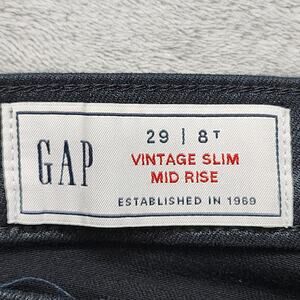 GAP
29 | 8T
VINTAGE SLIM
MID RISE
ESTABLISHED IN 1969